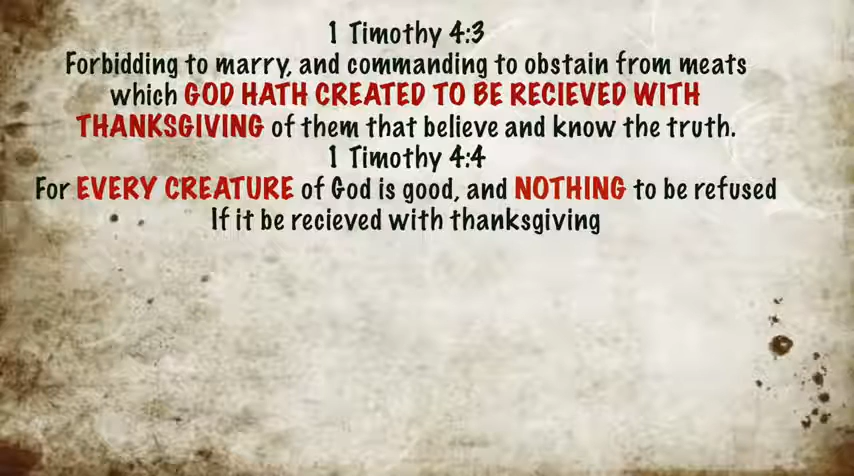 1 Timothy 4:3
Forbidding to marry, and commanding to obstain from meats
which GOD HATH CREATED TO BE RECIEVED WITH
THANKSGIVING of them that believe and know the truth.
1 Timothy 4:4
For EVERY CREATURE of God is good, and NOTHING to be refused
If it be recieved with thanksgiving